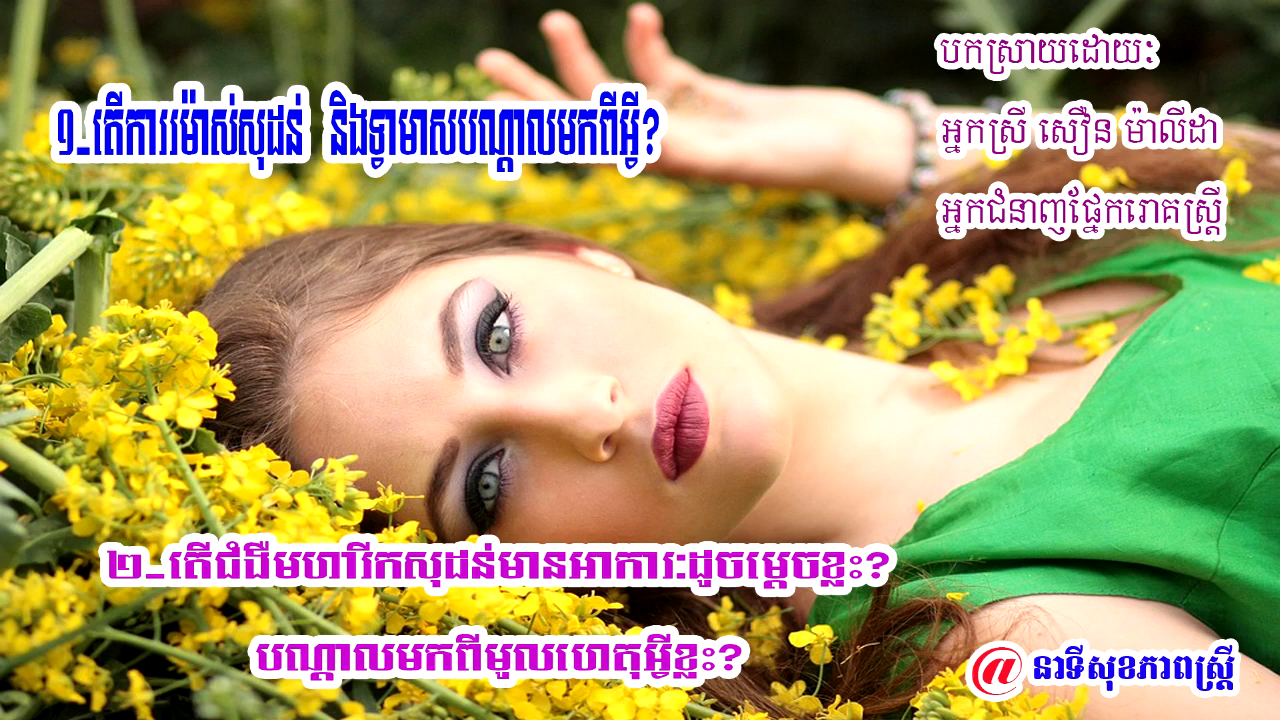 ១_តើការរម៉ាស់សុដន់ និងទ្វាមាសបណ្ដាលមកពីអ្វី?
បកស្រាយដោយៈ
អ្នកស្រី សឿន ម៉ាលីដា
អ្នកជំនាញផ្នែករោគស្ត្រី
២_តើជំងឺមហារីកសុដន់មានអាការៈដូចម្ដេចខ្លះ?
បណ្ដាលមកពីមូលហេតុអ្វីខ្លះ?
@ នាទីសុខភាពស្ត្រី